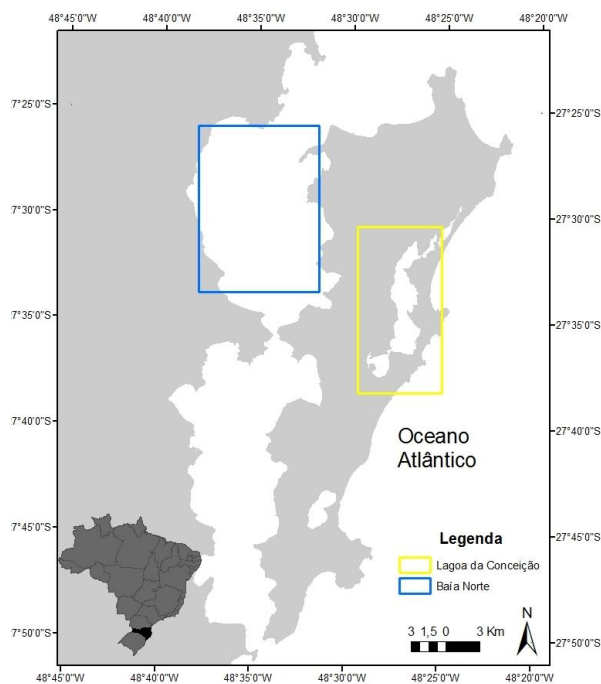 48°45'0"W 48°40'0"W 48°35'0"W 48°30'0"W 48°25'0"W 48°20'0"W
7°25'0"S
27°25'0"S
7°30'0"S
27°30'0"S
7°35'0"S
27°35'0"S
7°40'0"S
27°40'0"S
Oceano
Atlântico
7°45'0"S
27°45'0"S
Legenda
Lagoa da Conceição
Baía Norte
N
3 1,5 0 3 Km
7°50'0"S
27°50'0"S
48°45'0"W 48°40'0"W 48°35'0"W 48°30'0"W 48°25'0"W